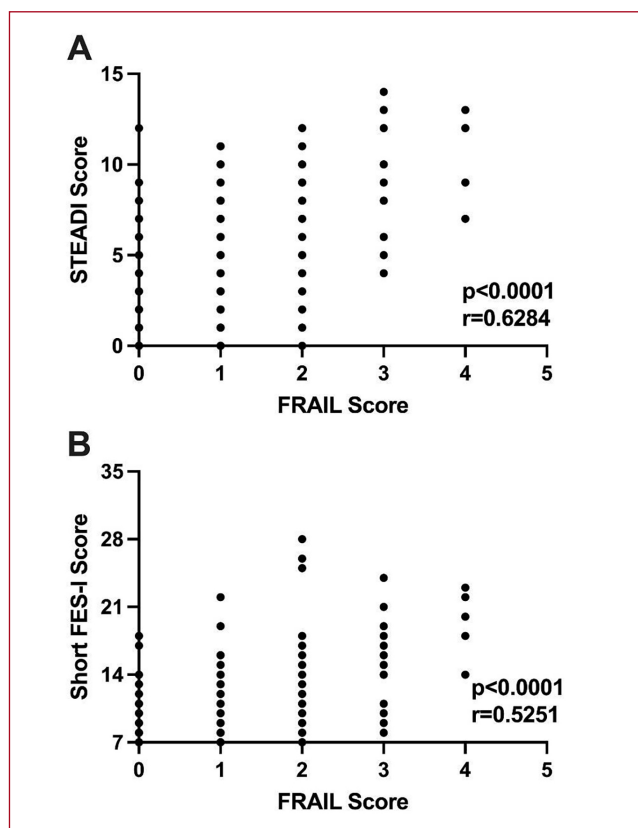 A
15
10
5
0
STEADI Score
p<0.0001
r=0.6284
0 1 2 3 4 5
FRAIL Score
B
35
28
21
14
7
Short FES-I Score
p<0.0001
r=0.5251
0 1 2 3 4 5
FRAIL Score